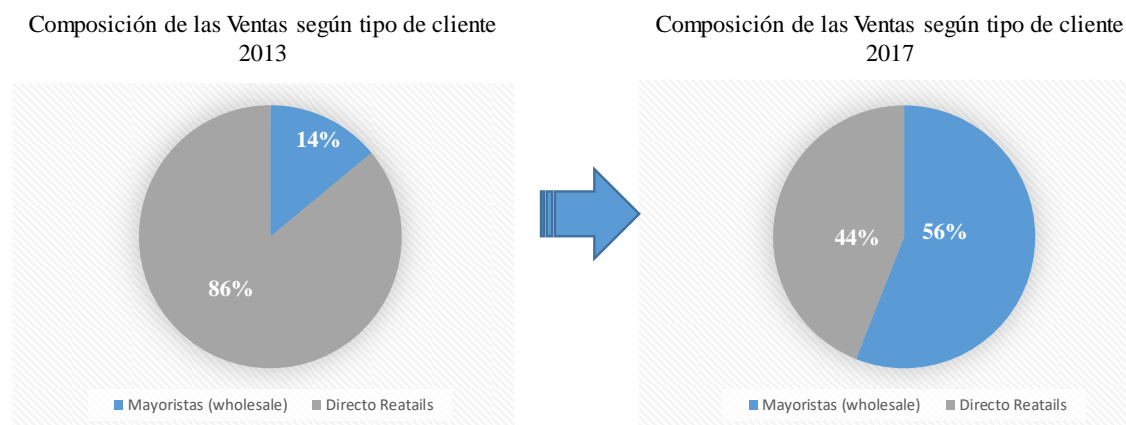 Composición de las Ventas según tipo de cliente
2013
14%
86%
Mayoristas (wholesale) Directo Reatails
Composición de las Ventas según tipo de cliente
2017
44% 56%
Mayoristas (wholesale) Directo Reatails